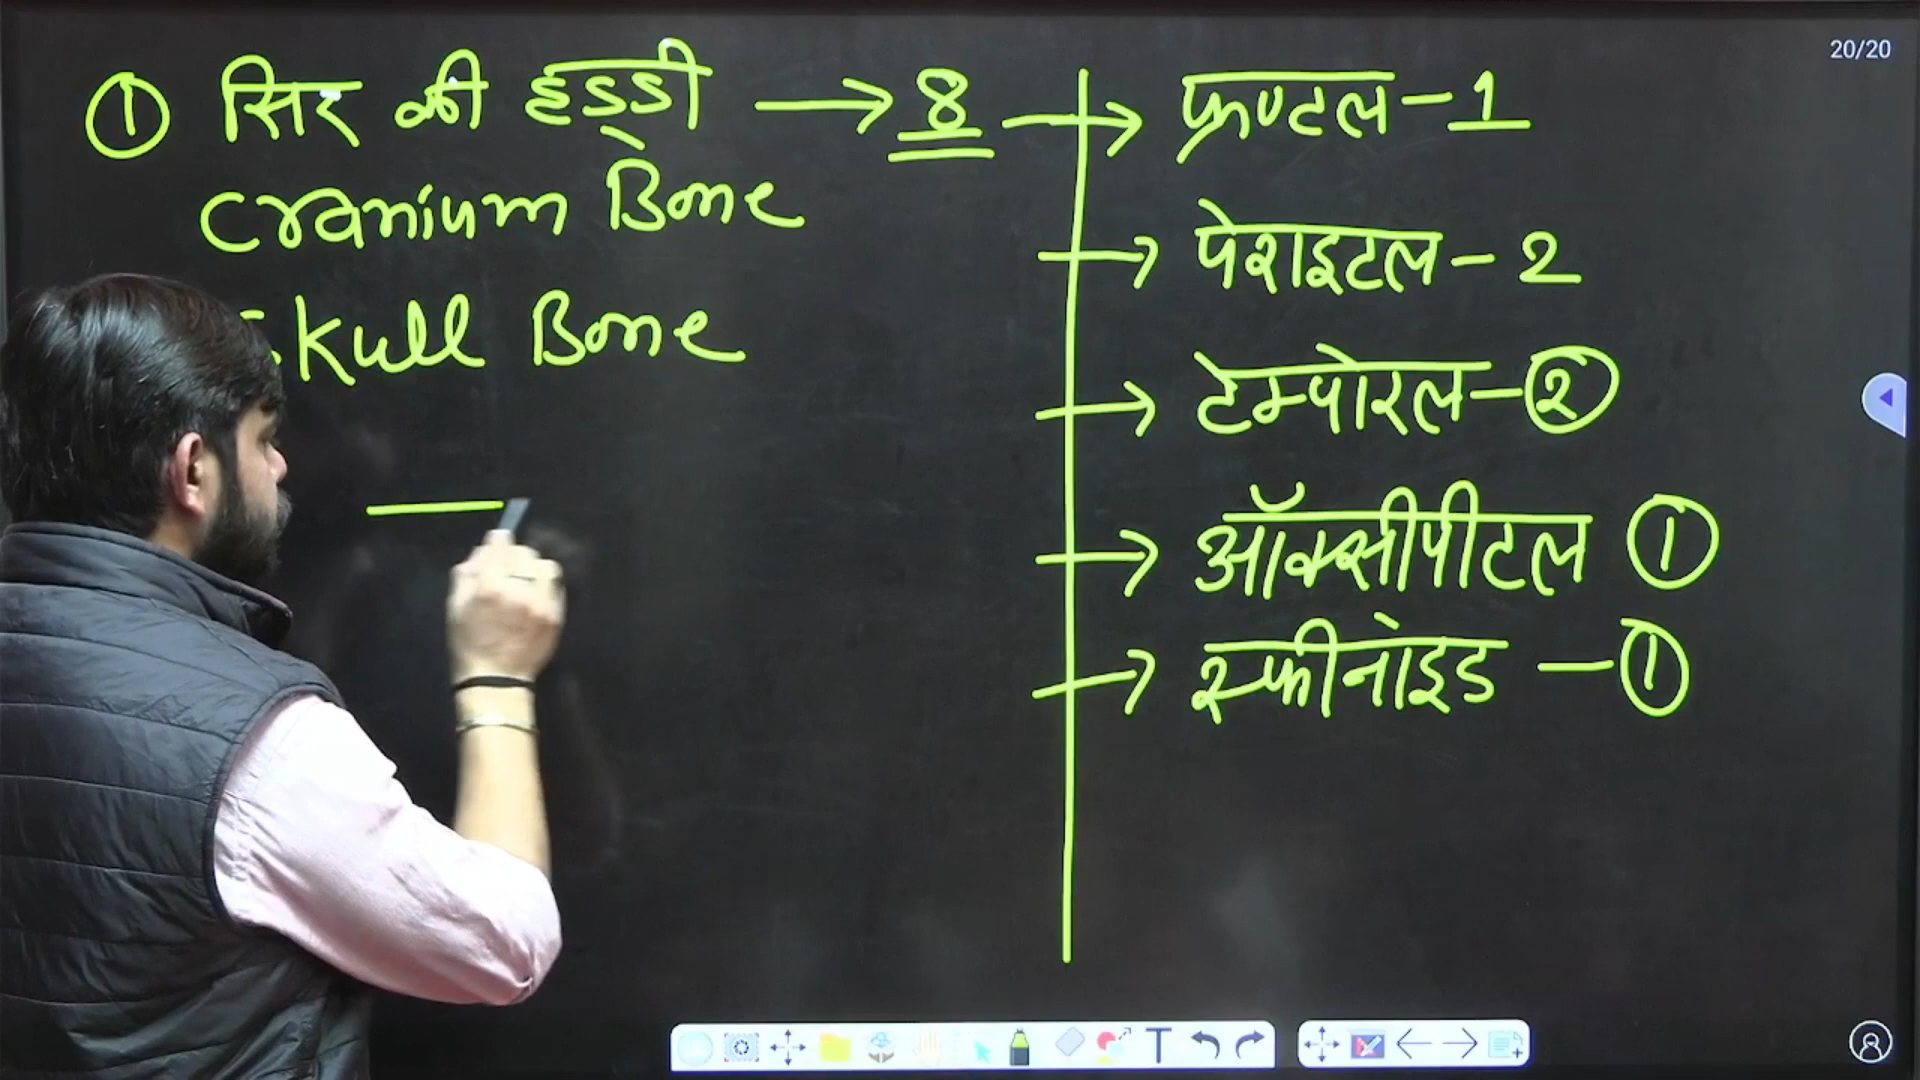 20/20
① सिर की हड्डी → 8 → फ्रण्टल - 1
Cranium Bone
→ पेराइटल - 2
Skull Bone
→ टेम्पोरल - ②
→ ऑक्सीपीटल ①
→ स्फीनोइड - ①
T